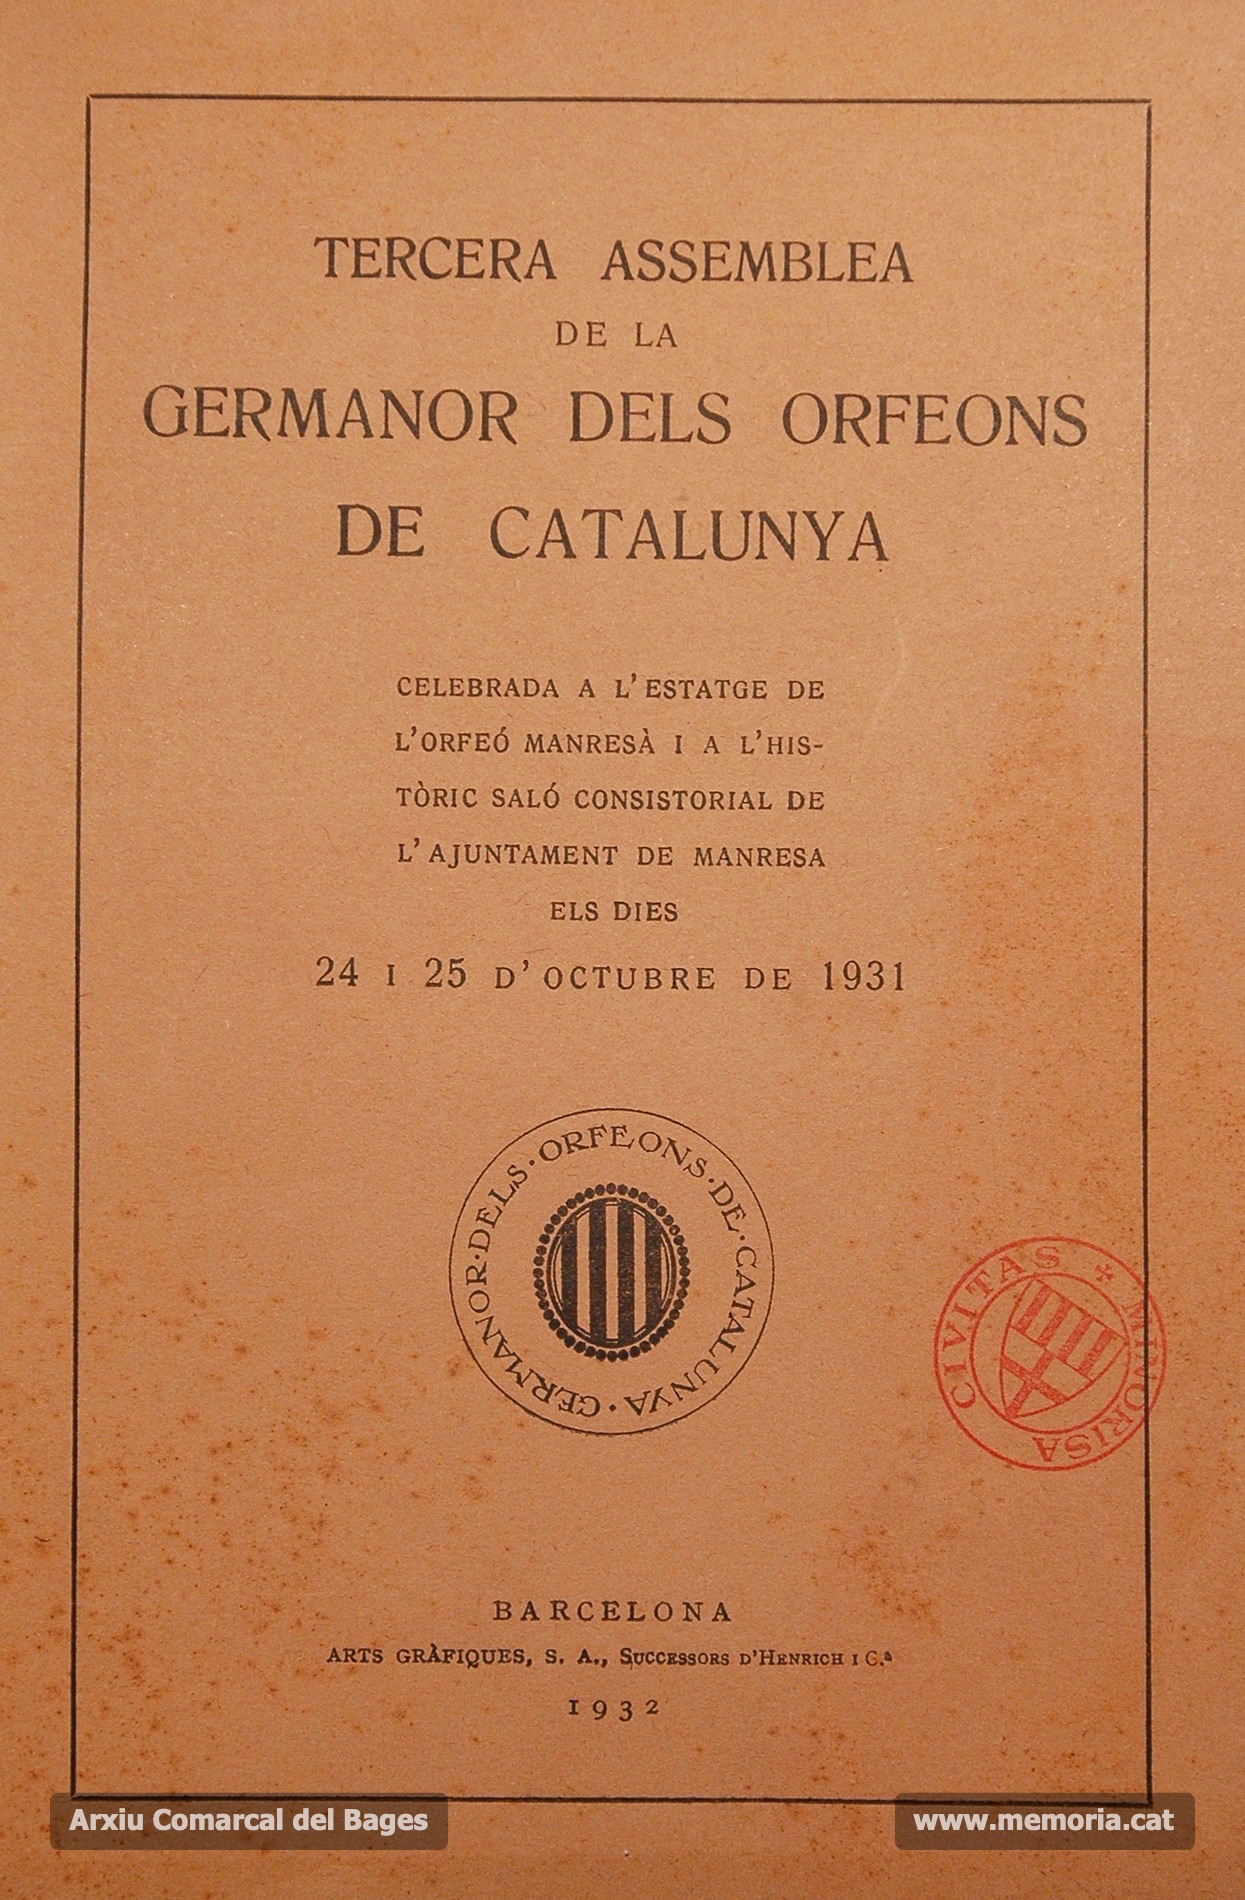 TERCERA ASSEMBLEA
DE LA
GERMANOR DELS ORFEONS
DE CATALUNYA
CELEBRADA A L'ESTATGE DE
L'ORFEÓ MANRESÀ I A L'HIS-
TÒRIC SALÓ CONSISTORIAL DE
L'AJUNTAMENT DE MANRESA
ELS DIES
24 I 25 D'OCTUBRE DE 1931
GERMANOR · DELS · ORFEONS · DE · CATALUNYA ·
CIVITAS + MINORISA
BARCELONA
ARTS GRÀFIQUES, S. A., SUCCESSORS D'HENRICH I C.ª
1932
Arxiu Comarcal del Bages
www.memoria.cat